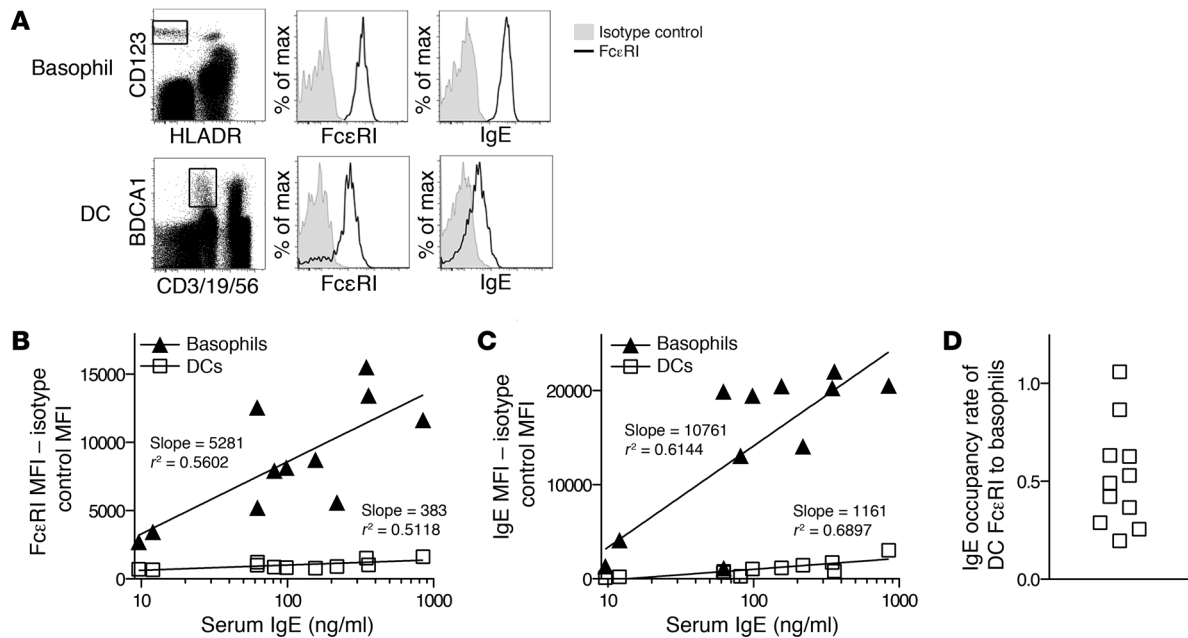 A
Basophil
CD123
HLADR
% of max
FcεRI
% of max
IgE
Isotype control
FcεRI
DC
BDCA1
CD3/19/56
% of max
FcεRI
% of max
IgE
B
Basophils
DCs
FcεRI MFI – isotype
control MFI
15000
10000
5000
0
Slope = 5281
r² = 0.5602
Slope = 383
r² = 0.5118
10
100
1000
Serum IgE (ng/ml)
C
Basophils
DCs
IgE MFI – isotype
control MFI
20000
10000
0
Slope = 10761
r² = 0.6144
Slope = 1161
r² = 0.6897
10
100
1000
Serum IgE (ng/ml)
D
IgE occupancy rate of
DC FcεRI to basophils
1.0
0.5
0.0